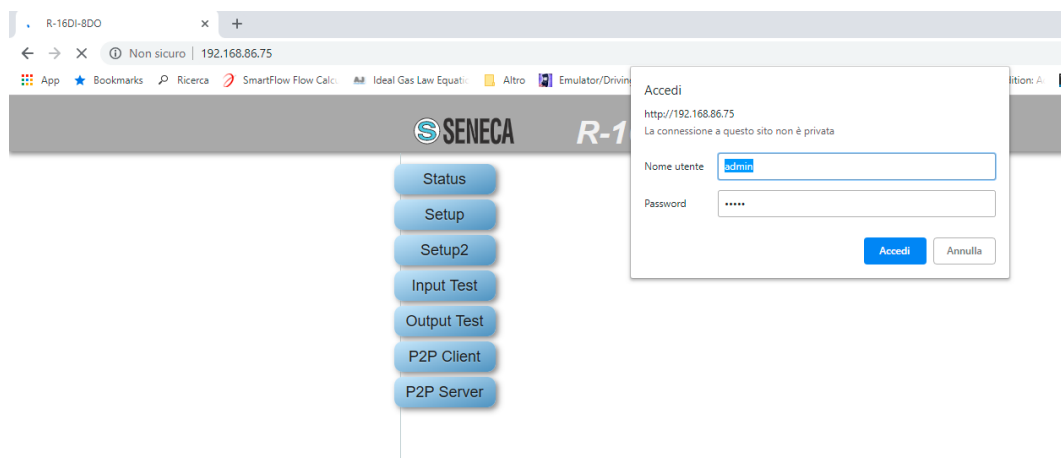 R-16DI-8DO
Non sicuro | 192.168.86.75
App Bookmarks Ricerca SmartFlow Flow Calc Ideal Gas Law Equati Altro Emulator/Drivin dition: A
Accedi
http://192.168.86.75
La connessione a questo sito non è privata
Nome utente admin
Password •••••
Accedi Annulla
S SENECA R-1
Status
Setup
Setup2
Input Test
Output Test
P2P Client
P2P Server